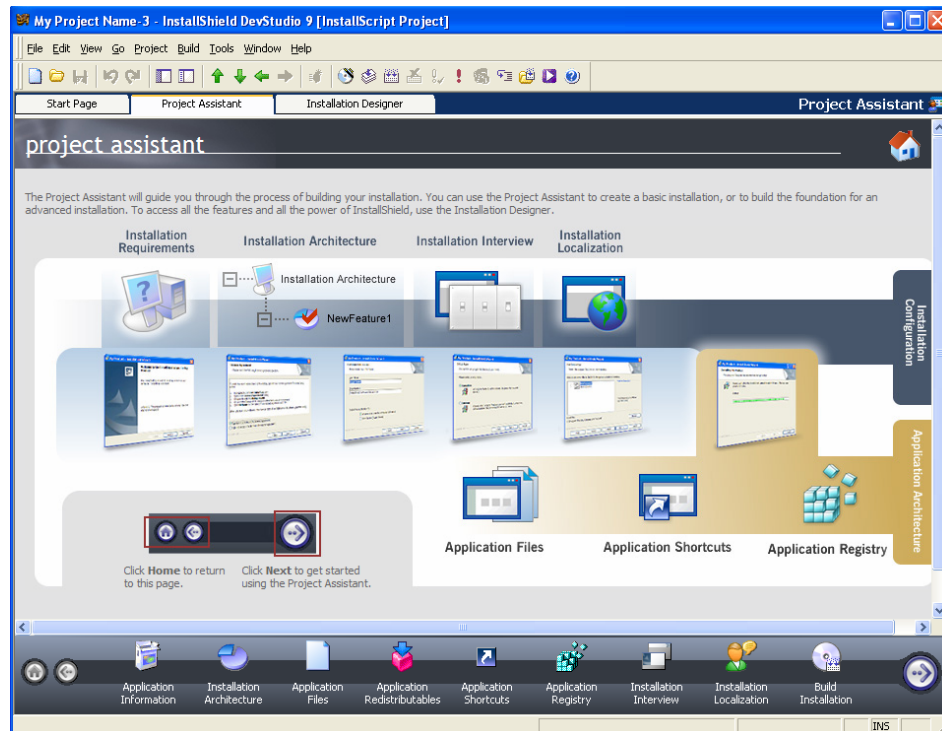 My Project Name-3 - InstallShield DevStudio 9 [InstallScript Project]
File Edit View Go Project Build Tools Window Help
Start Page Project Assistant Installation Designer Project Assistant
project assistant
The Project Assistant will guide you through the process of building your installation. You can use the Project Assistant to create a basic installation, or to build the foundation for an
advanced installation. To access all the features and all the power of InstallShield, use the Installation Designer.
Installation
Requirements
Installation Architecture
Installation Interview
Installation
Localization
Installation Architecture
NewFeature1
Installation
Configuration
Application Architecture
Application Files
Application Shortcuts
Application Registry
Click Home to return
to this page.
Click Next to get started
using the Project Assistant.
Application
Information
Installation
Architecture
Application
Files
Application
Redistributables
Application
Shortcuts
Application
Registry
Installation
Interview
Installation
Localization
Build
Installation
INS